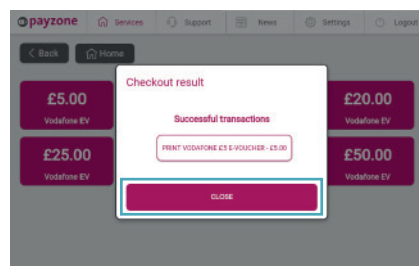 payzone Services Support News Settings Logout
< Back Home
Checkout result
£5.00 £20.00
Vodafone EV Vodafone EV
Successful transactions
PRINT VODAFONE £5 E-VOUCHER - £5.00
£25.00 £50.00
Vodafone EV Vodafone EV
CLOSE